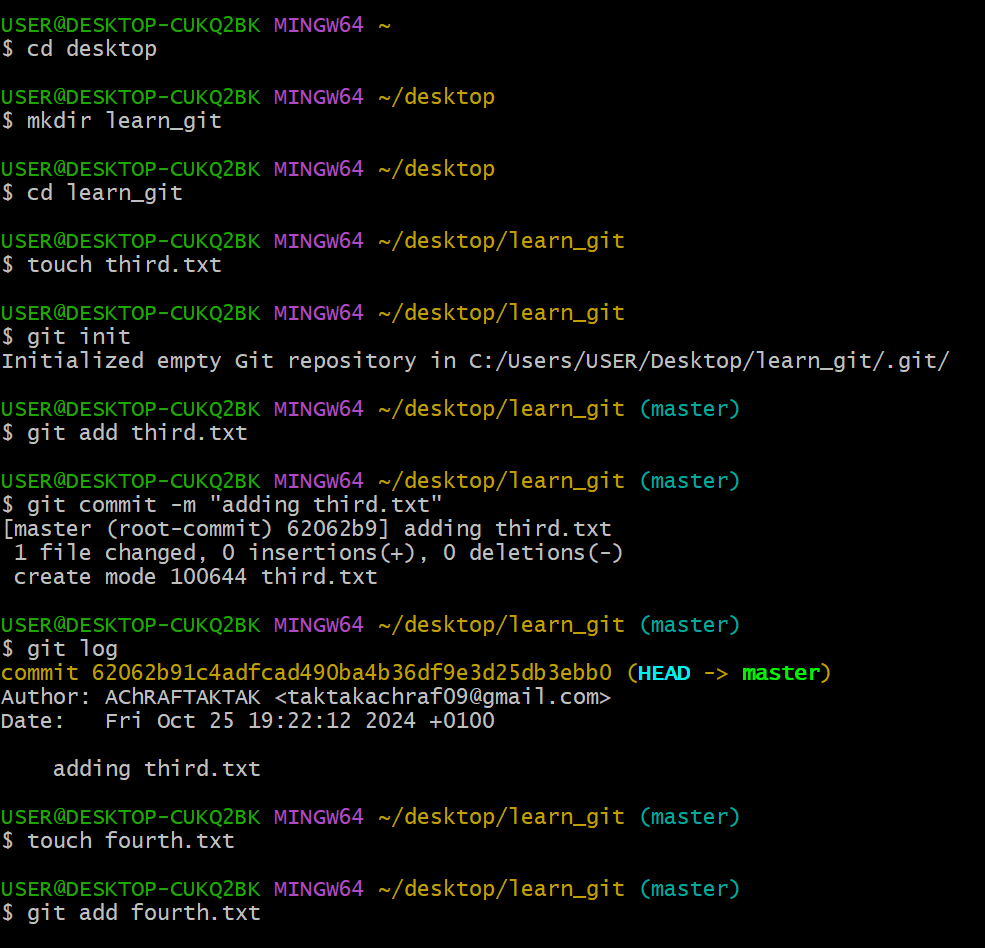 USER@DESKTOP-CUKQ2BK MINGW64 ~
$ cd desktop
USER@DESKTOP-CUKQ2BK MINGW64 ~/desktop
$ mkdir learn_git
USER@DESKTOP-CUKQ2BK MINGW64 ~/desktop
$ cd learn_git
USER@DESKTOP-CUKQ2BK MINGW64 ~/desktop/learn_git
$ touch third.txt
USER@DESKTOP-CUKQ2BK MINGW64 ~/desktop/learn_git
$ git init
Initialized empty Git repository in C:/Users/USER/Desktop/learn_git/.git/
USER@DESKTOP-CUKQ2BK MINGW64 ~/desktop/learn_git (master)
$ git add third.txt
USER@DESKTOP-CUKQ2BK MINGW64 ~/desktop/learn_git (master)
$ git commit -m "adding third.txt"
[master (root-commit) 62062b9] adding third.txt
 1 file changed, 0 insertions(+), 0 deletions(-)
 create mode 100644 third.txt
USER@DESKTOP-CUKQ2BK MINGW64 ~/desktop/learn_git (master)
$ git log
commit 62062b91c4adfcad490ba4b36df9e3d25db3ebb0 (HEAD -> master)
Author: AChRAFTAKTAK <taktakachraf09@gmail.com>
Date:   Fri Oct 25 19:22:12 2024 +0100
    adding third.txt
USER@DESKTOP-CUKQ2BK MINGW64 ~/desktop/learn_git (master)
$ touch fourth.txt
USER@DESKTOP-CUKQ2BK MINGW64 ~/desktop/learn_git (master)
$ git add fourth.txt